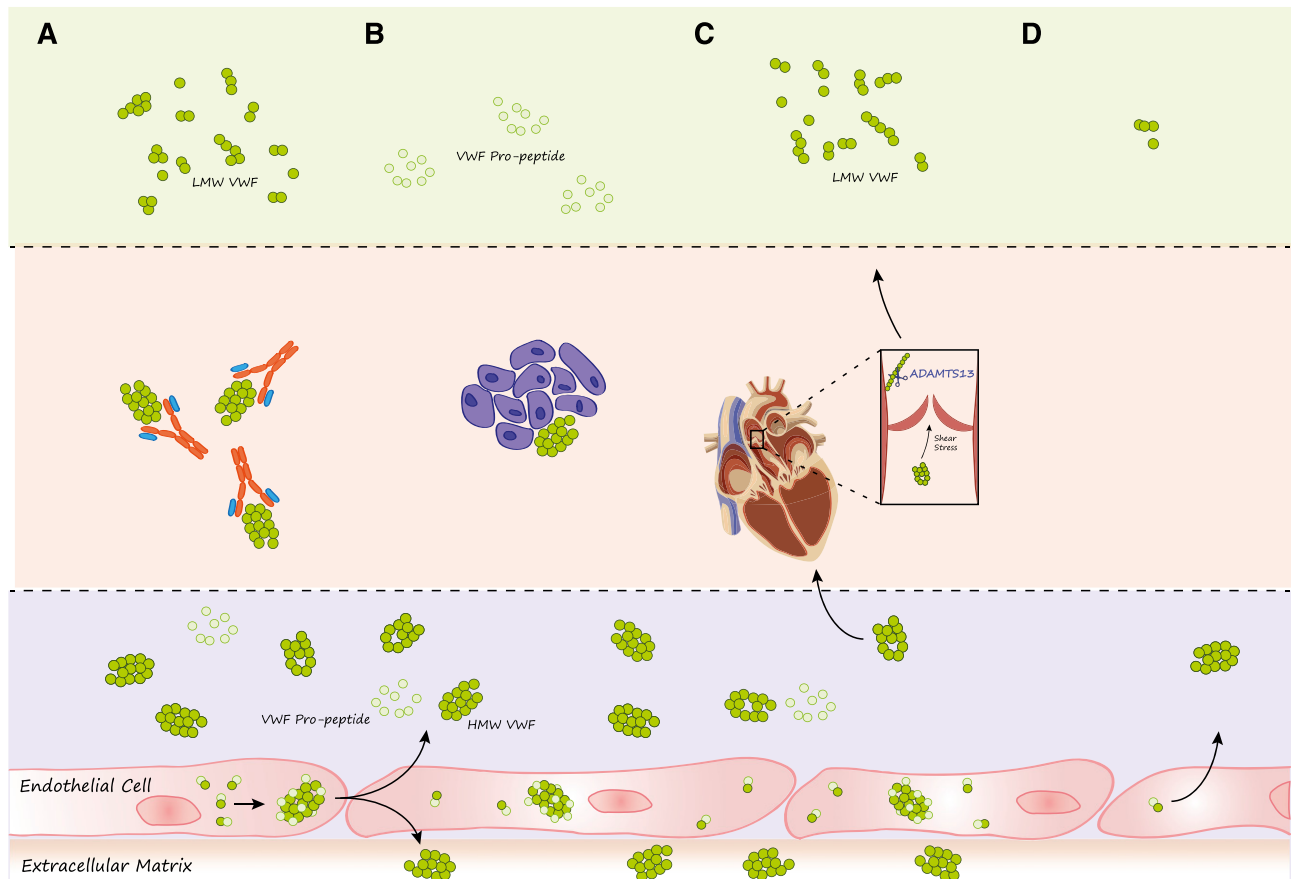 A
B
C
D
VWF Pro-peptide
LMW VWF
LMW VWF
ADAMTS13
Shear
Stress
VWF Pro-peptide
HMW VWF
Endothelial Cell
Extracellular Matrix